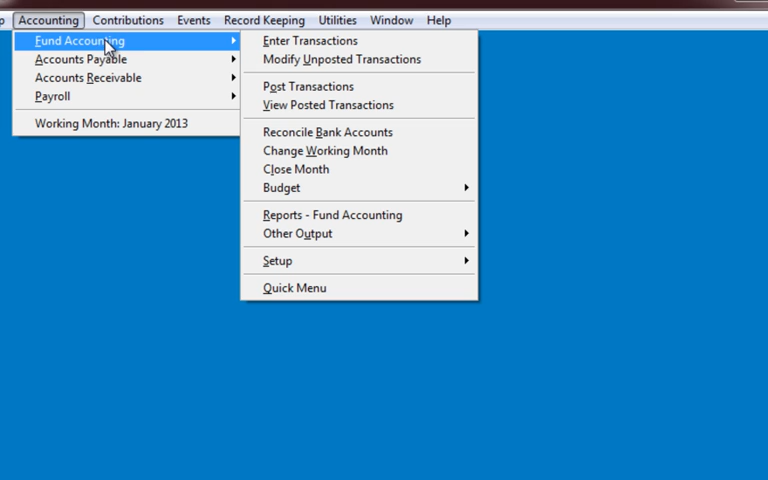 Accounting Contributions Events Record Keeping Utilities Window Help
Fund Accounting
Accounts Payable
Accounts Receivable
Payroll
Working Month: January 2013
Enter Transactions
Modify Unposted Transactions
Post Transactions
View Posted Transactions
Reconcile Bank Accounts
Change Working Month
Close Month
Budget
Reports - Fund Accounting
Other Output
Setup
Quick Menu